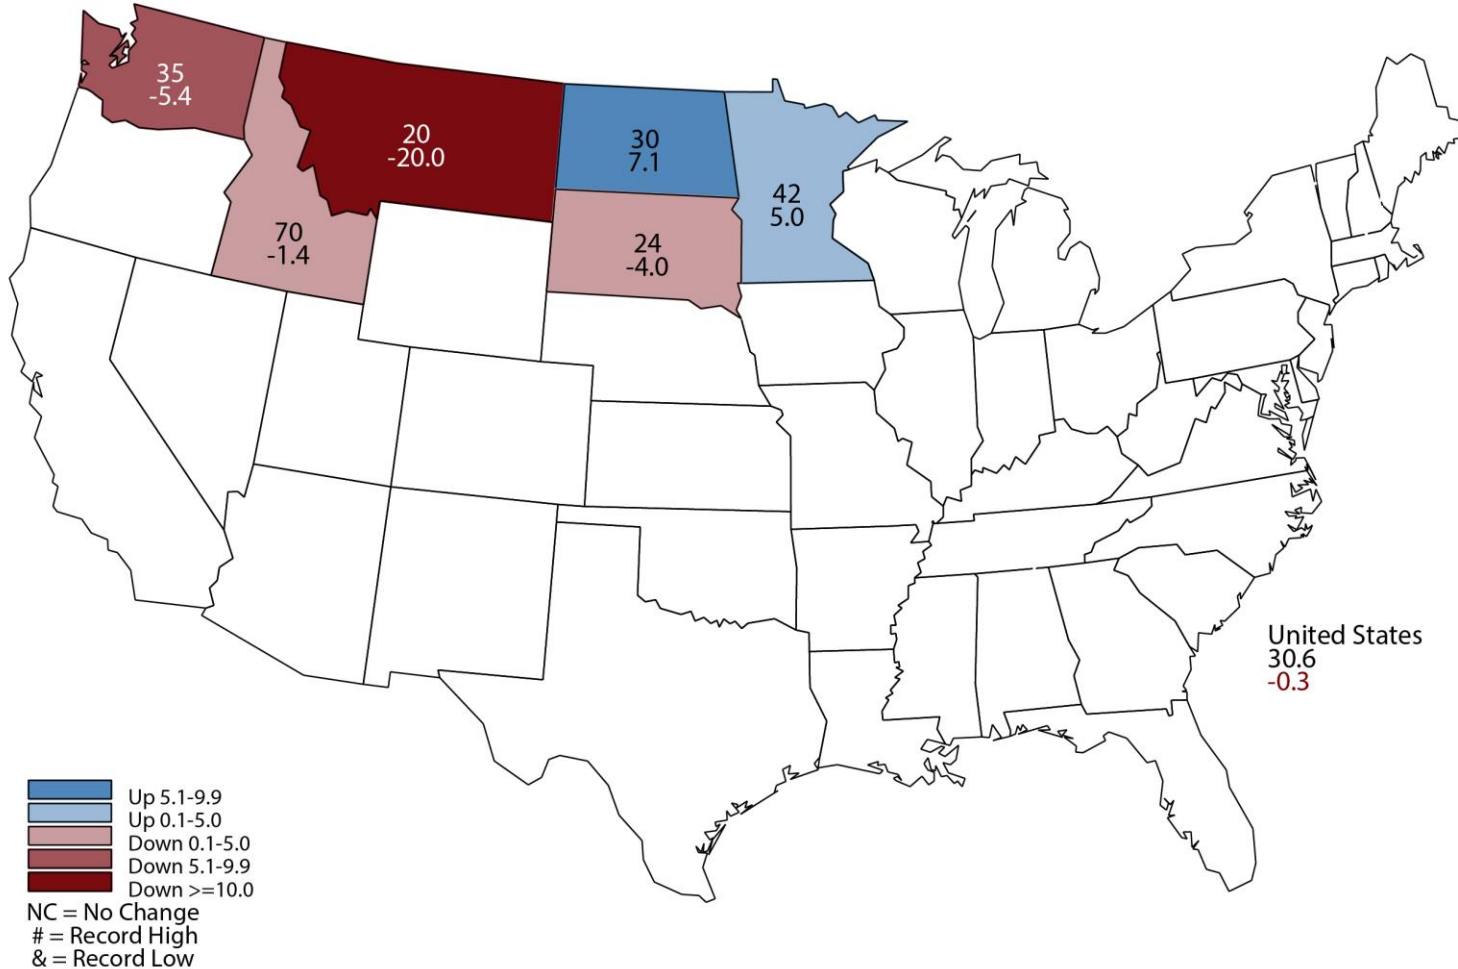 35
-5.4
20
-20.0
30
7.1
42
5.0
70
-1.4
24
-4.0
United States
30.6
-0.3
Up 5.1-9.9
Up 0.1-5.0
Down 0.1-5.0
Down 5.1-9.9
Down >=10.0
NC = No Change
# = Record High
& = Record Low